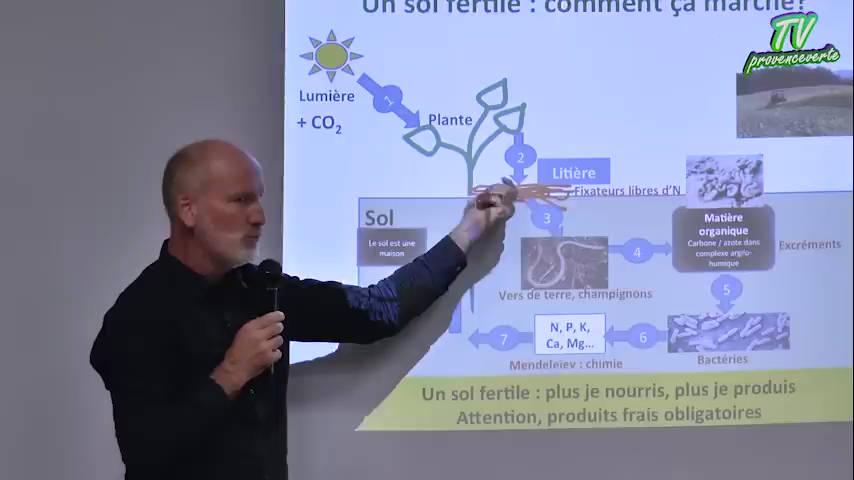 Un sol fertile : comment ça marche?
TV
provenceverte
Lumière
+ CO2
1
Plante
2
Litière
Fixateurs libres d'N
Sol
Le sol est une
maison
3
Matière
organique
Carbone / azote dans
complexe argilo-
humique
Excréments
4
Vers de terre, champignons
5
N, P, K,
Ca, Mg...
6
7
Bactéries
Mendeleiev : chimie
Un sol fertile : plus je nourris, plus je produis
Attention, produits frais obligatoires